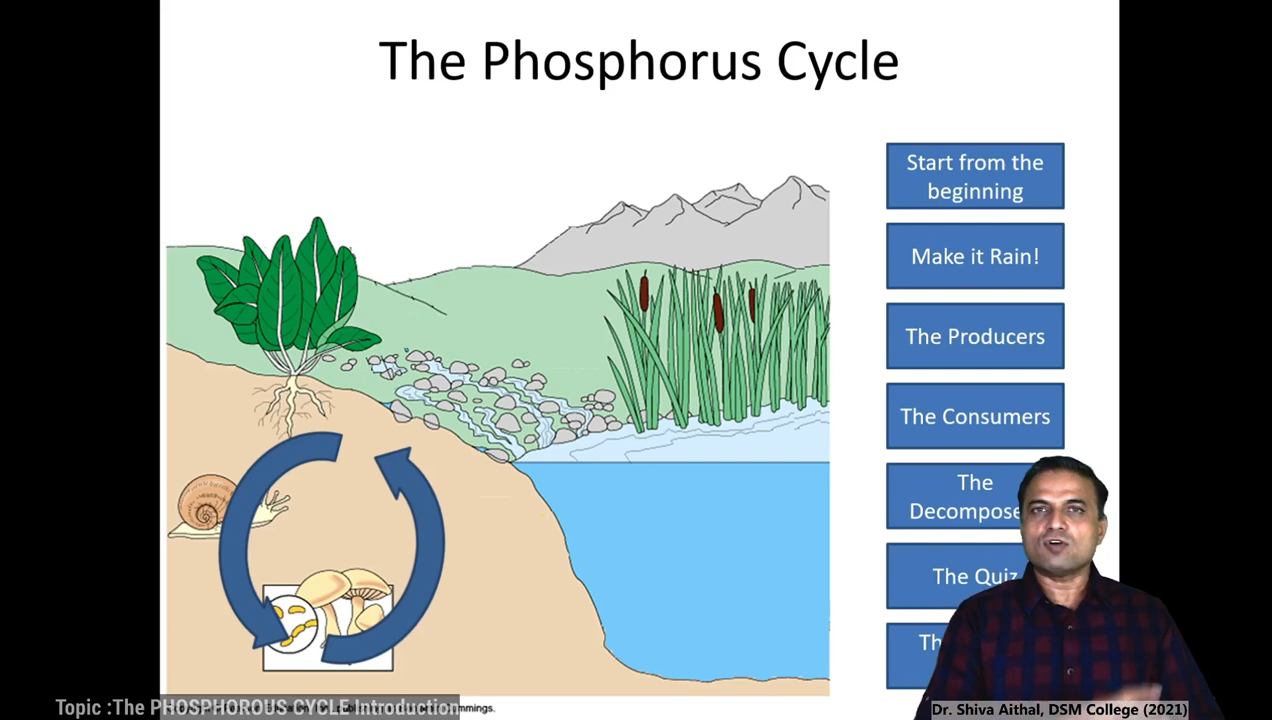 The Phosphorus Cycle
Start from the
beginning
Make it Rain!
The Producers
The Consumers
The
The Quiz
Topic :The PHOSPHOROUS CYCLE Introduction
mmings.
Dr. Shiva Aithal, DSM College (2021)